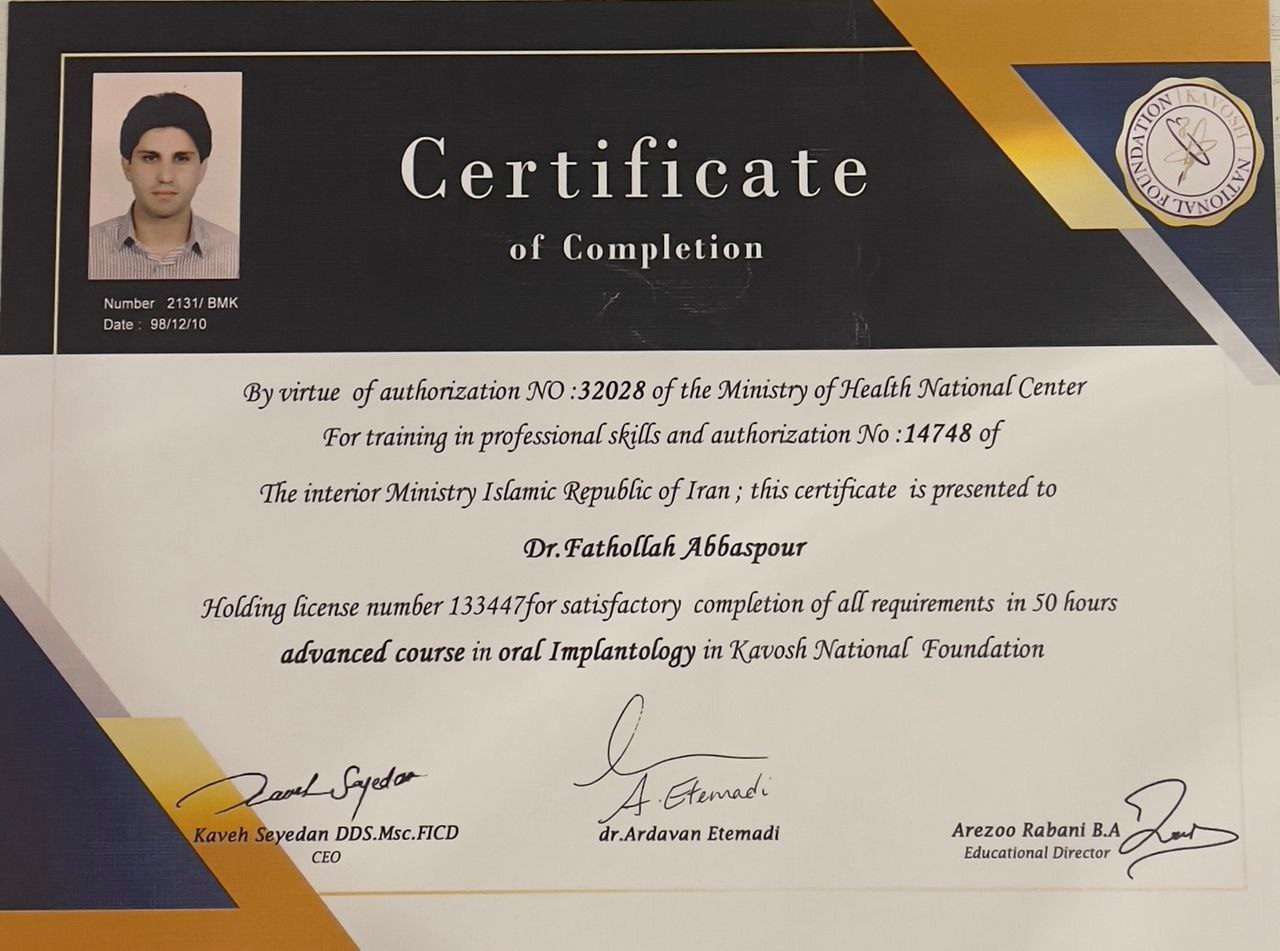 Certificate
of Completion
KAVOSH | NATIONAL FOUNDATION |
Number 2131/ BMK
Date : 98/12/10
By virtue of authorization NO :32028 of the Ministry of Health National Center
For training in professional skills and authorization No :14748 of
The interior Ministry Islamic Republic of Iran ; this certificate is presented to
Dr.Fathollah Abbaspour
Holding license number 133447for satisfactory completion of all requirements in 50 hours
advanced course in oral Implantology in Kavosh National Foundation
Kaveh Seyedan
A. Etemadi
Kaveh Seyedan DDS.Msc.FICD
CEO
dr.Ardavan Etemadi
Arezoo Rabani B.A
Educational Director